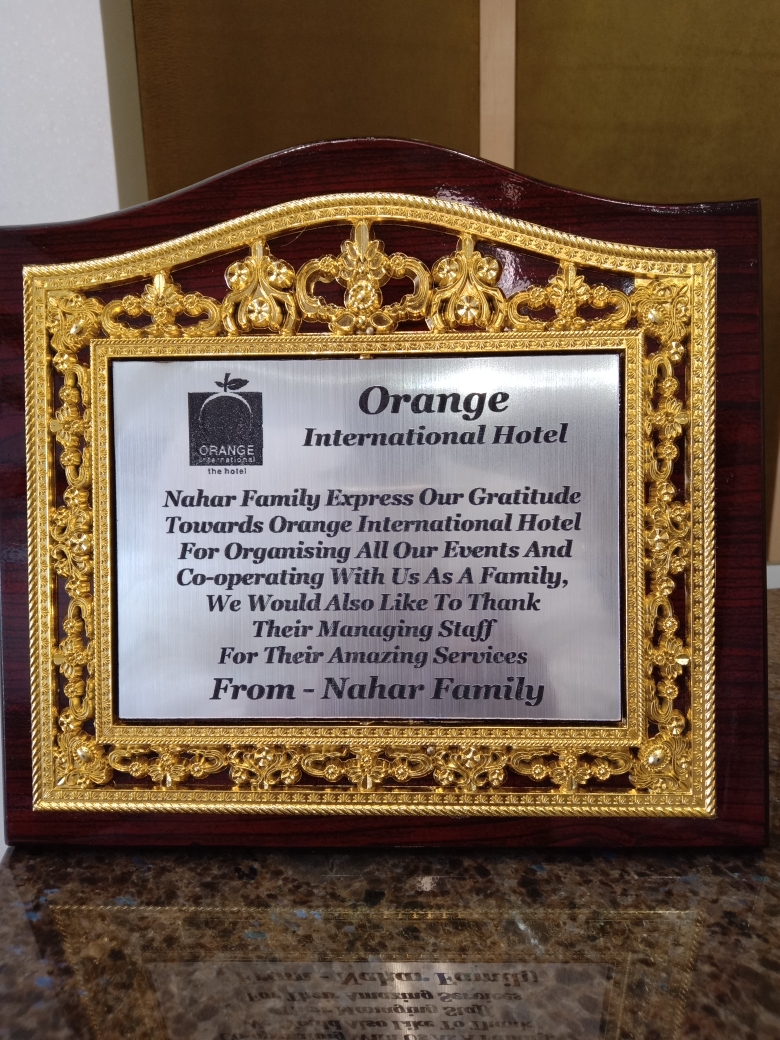 ORANGE
international
the hotel
Orange
International Hotel
Nahar Family Express Our Gratitude
Towards Orange International Hotel
For Organising All Our Events And
Co-operating With Us As A Family,
We Would Also Like To Thank
Their Managing Staff
For Their Amazing Services
From - Nahar Family